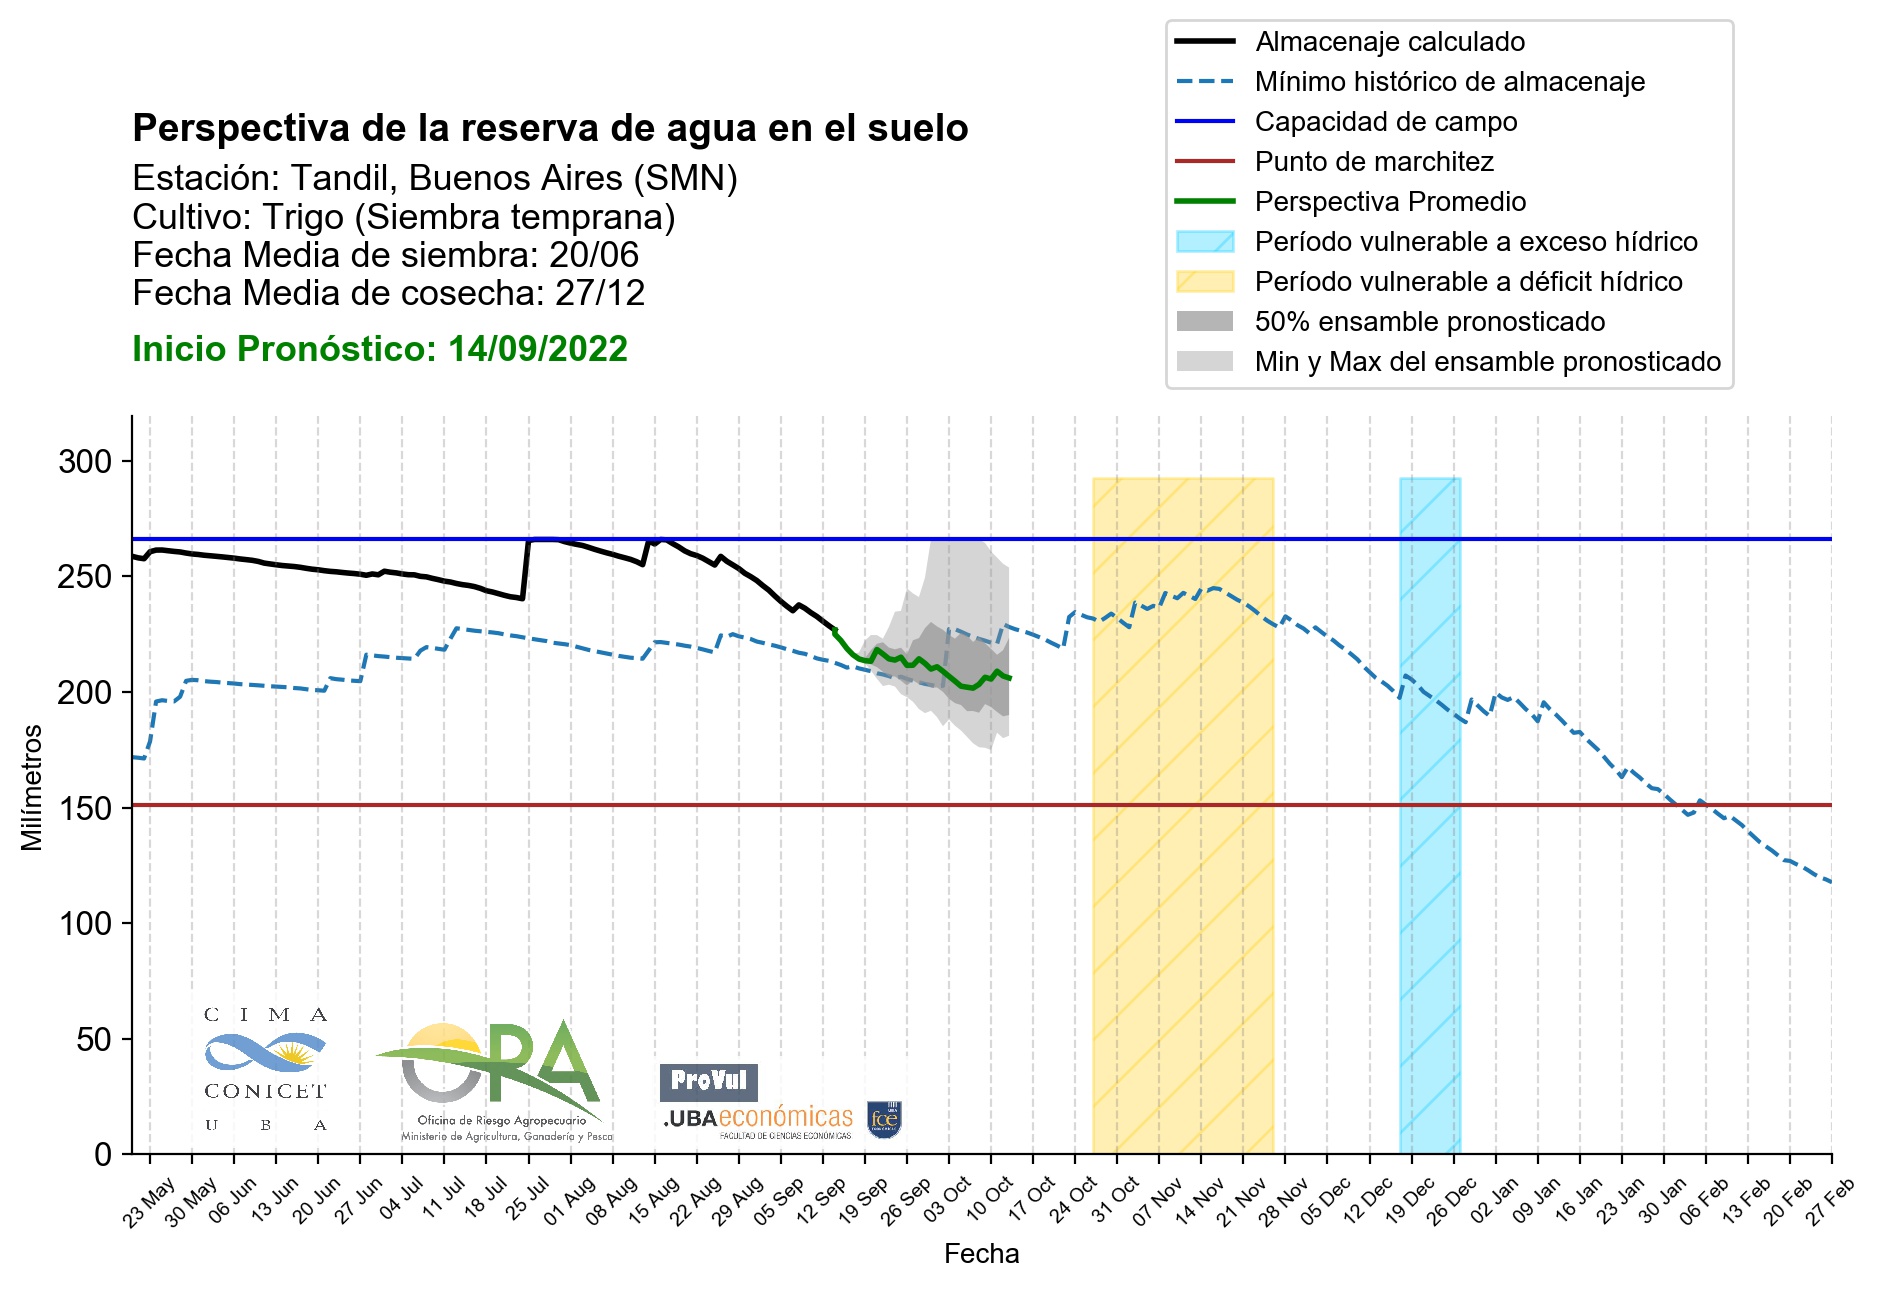 Almacenaje calculado
Mínimo histórico de almacenaje
Capacidad de campo
Punto de marchitez
Perspectiva Promedio
Período vulnerable a exceso hídrico
Período vulnerable a déficit hídrico
50% ensamble pronosticado
Min y Max del ensamble pronosticado
Perspectiva de la reserva de agua en el suelo
Estación: Tandil, Buenos Aires (SMN)
Cultivo: Trigo (Siembra temprana)
Fecha Media de siembra: 20/06
Fecha Media de cosecha: 27/12
Inicio Pronóstico: 14/09/2022
Milímetros
300
250
200
150
100
50
0
CIMA
CONICET
UBA
ORA
Oficina de Riesgo Agropecuario
Ministerio de Agricultura, Ganadería y Pesca
ProVul
.UBAeconómicas
FACULTAD DE CIENCIAS ECONÓMICAS
fce
23 May
30 May
06 Jun
13 Jun
20 Jun
27 Jun
04 Jul
11 Jul
18 Jul
25 Jul
01 Aug
08 Aug
15 Aug
22 Aug
29 Aug
05 Sep
12 Sep
19 Sep
26 Sep
03 Oct
10 Oct
17 Oct
24 Oct
31 Oct
07 Nov
14 Nov
21 Nov
28 Nov
05 Dec
12 Dec
19 Dec
26 Dec
02 Jan
09 Jan
16 Jan
23 Jan
30 Jan
06 Feb
13 Feb
20 Feb
27 Feb
Fecha